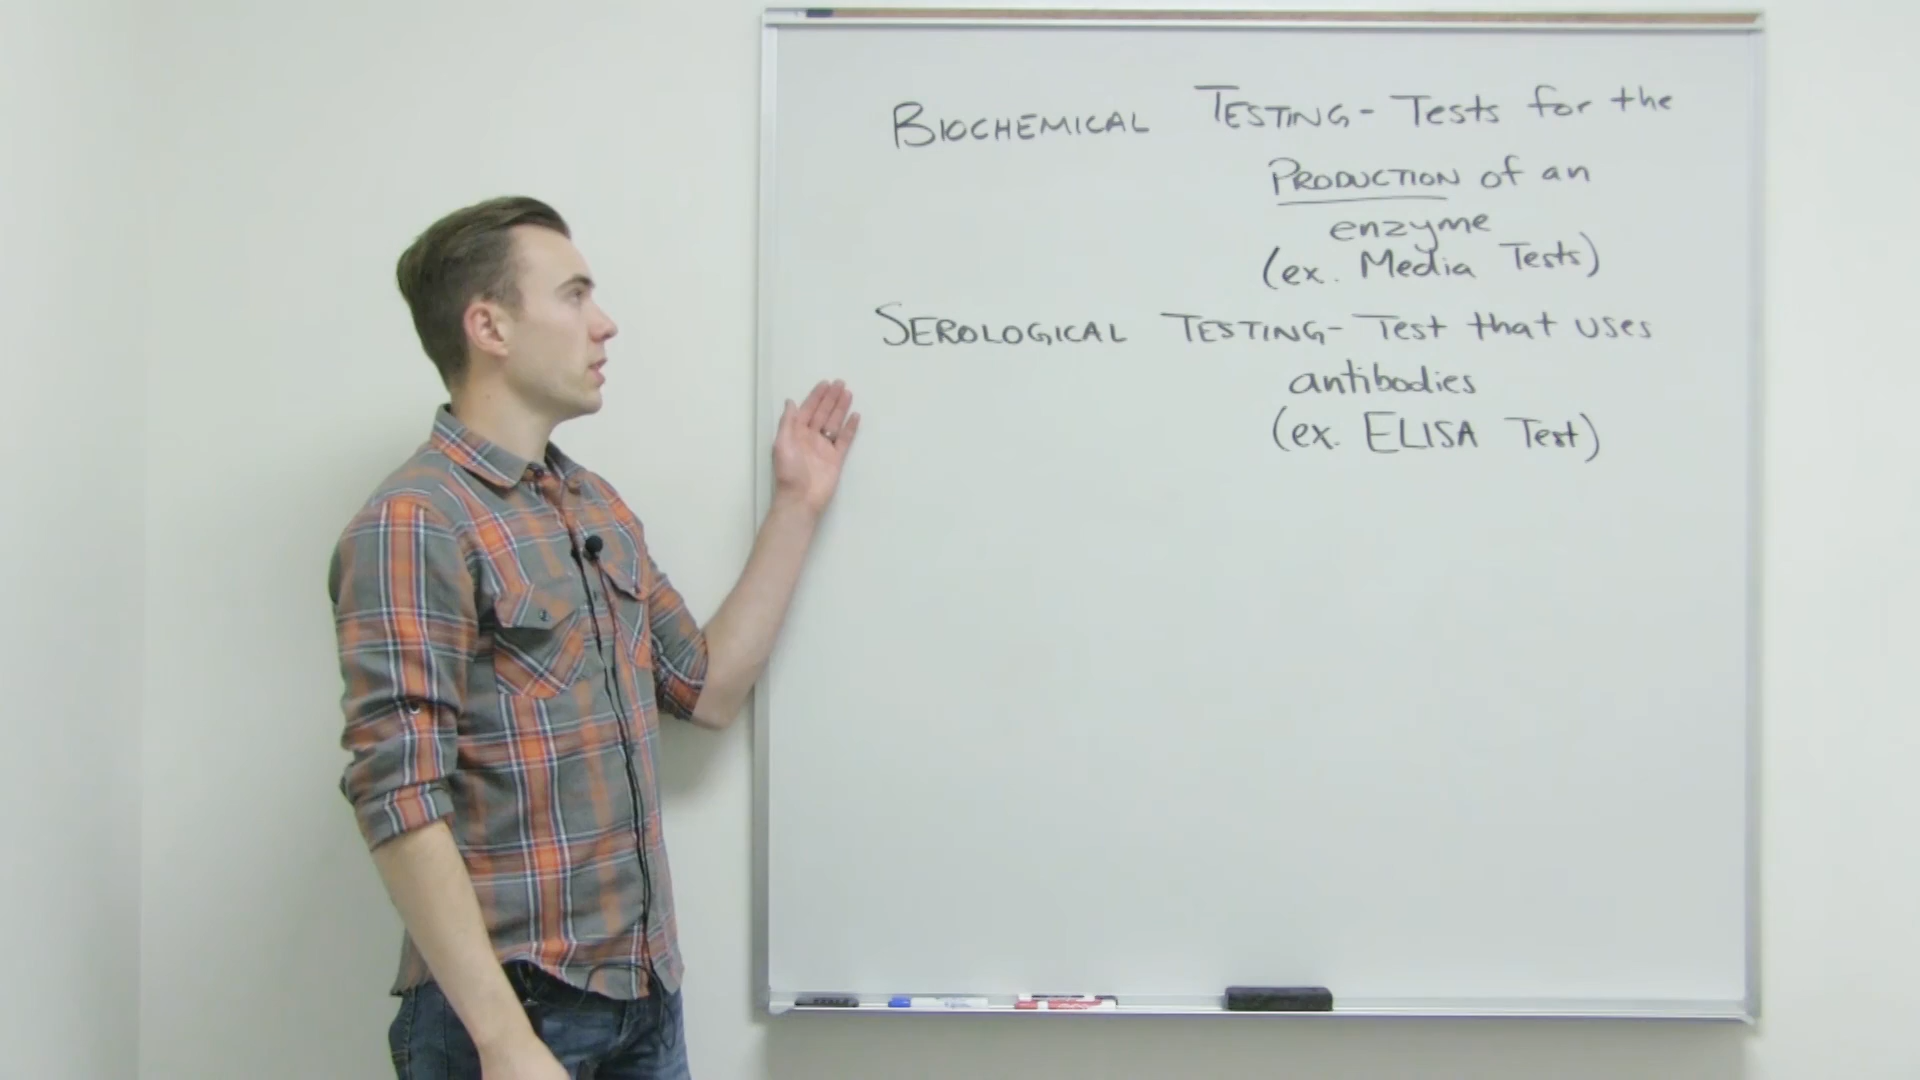 BIOCHEMICAL TESTING - Tests for the
PRODUCTION of an
enzyme
(ex. Media Tests)
SEROLOGICAL TESTING - Test that uses
antibodies
(ex. ELISA Test)